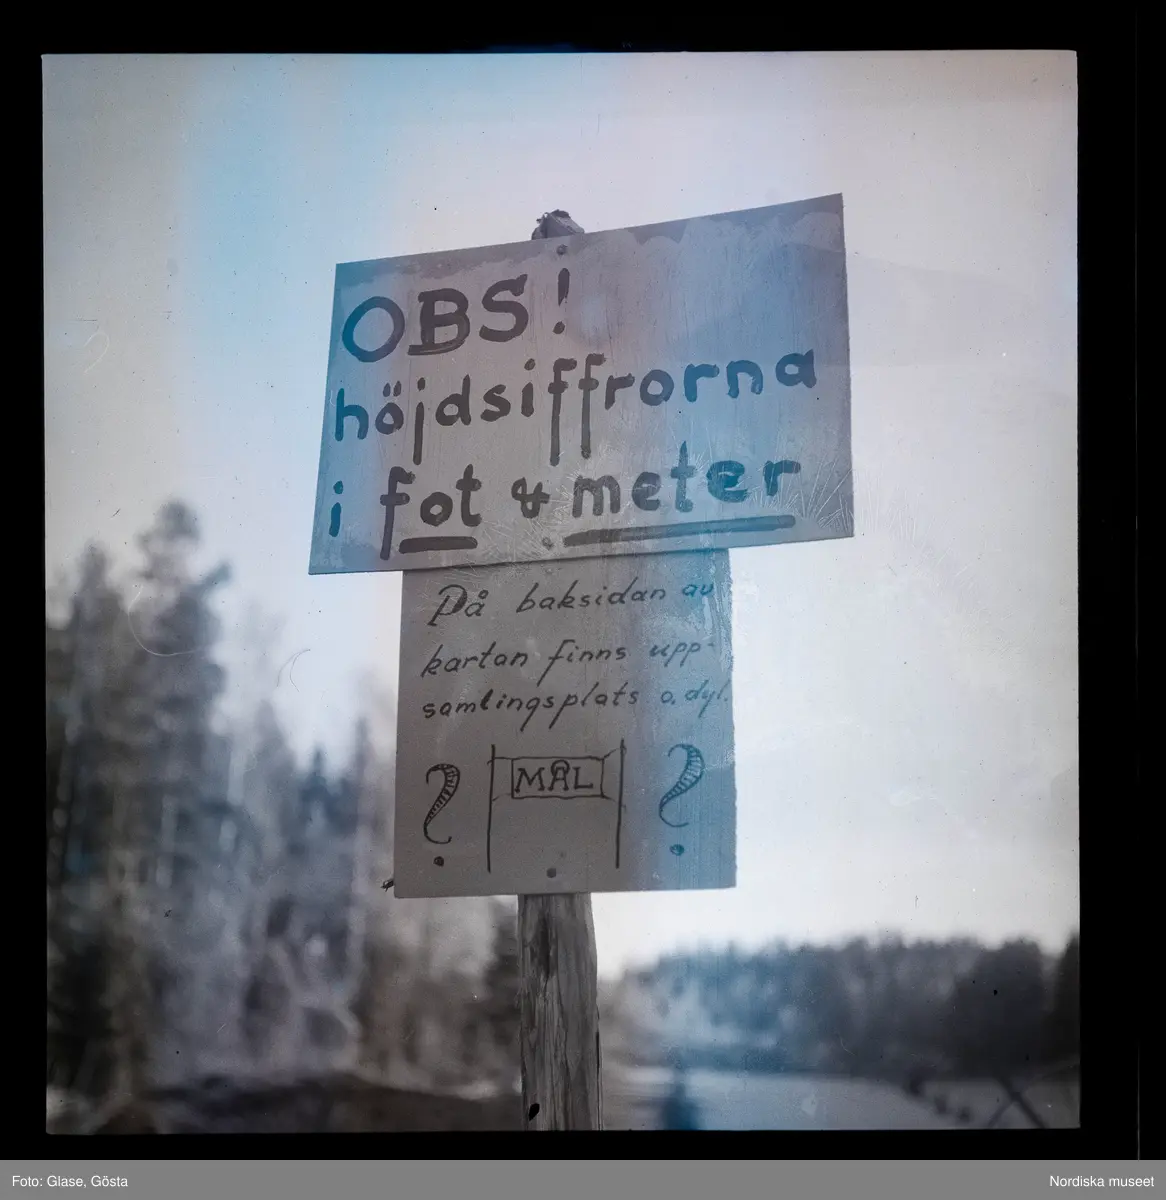 OBS!
höjdsiffrorna
i fot & meter
På baksidan av
kartan finns upp-
samlingsplats o. dyl.
? MÅL ?
Foto: Glase, Gösta
Nordiska museet